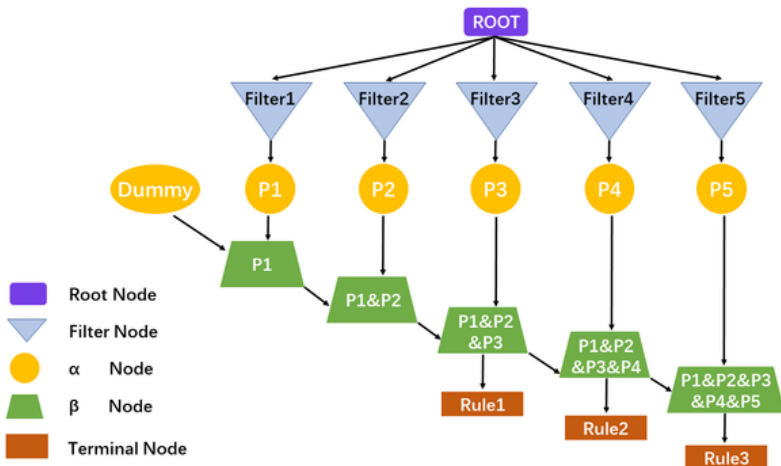 ROOT
Filter1
Filter2
Filter3
Filter4
Filter5
Dummy
P1
P2
P3
P4
P5
P1
P1&P2
P1&P2
&P3
P1&P2
&P3&P4
P1&P2&P3
&P4&P5
Rule1
Rule2
Rule3
Root Node
Filter Node
α Node
β Node
Terminal Node